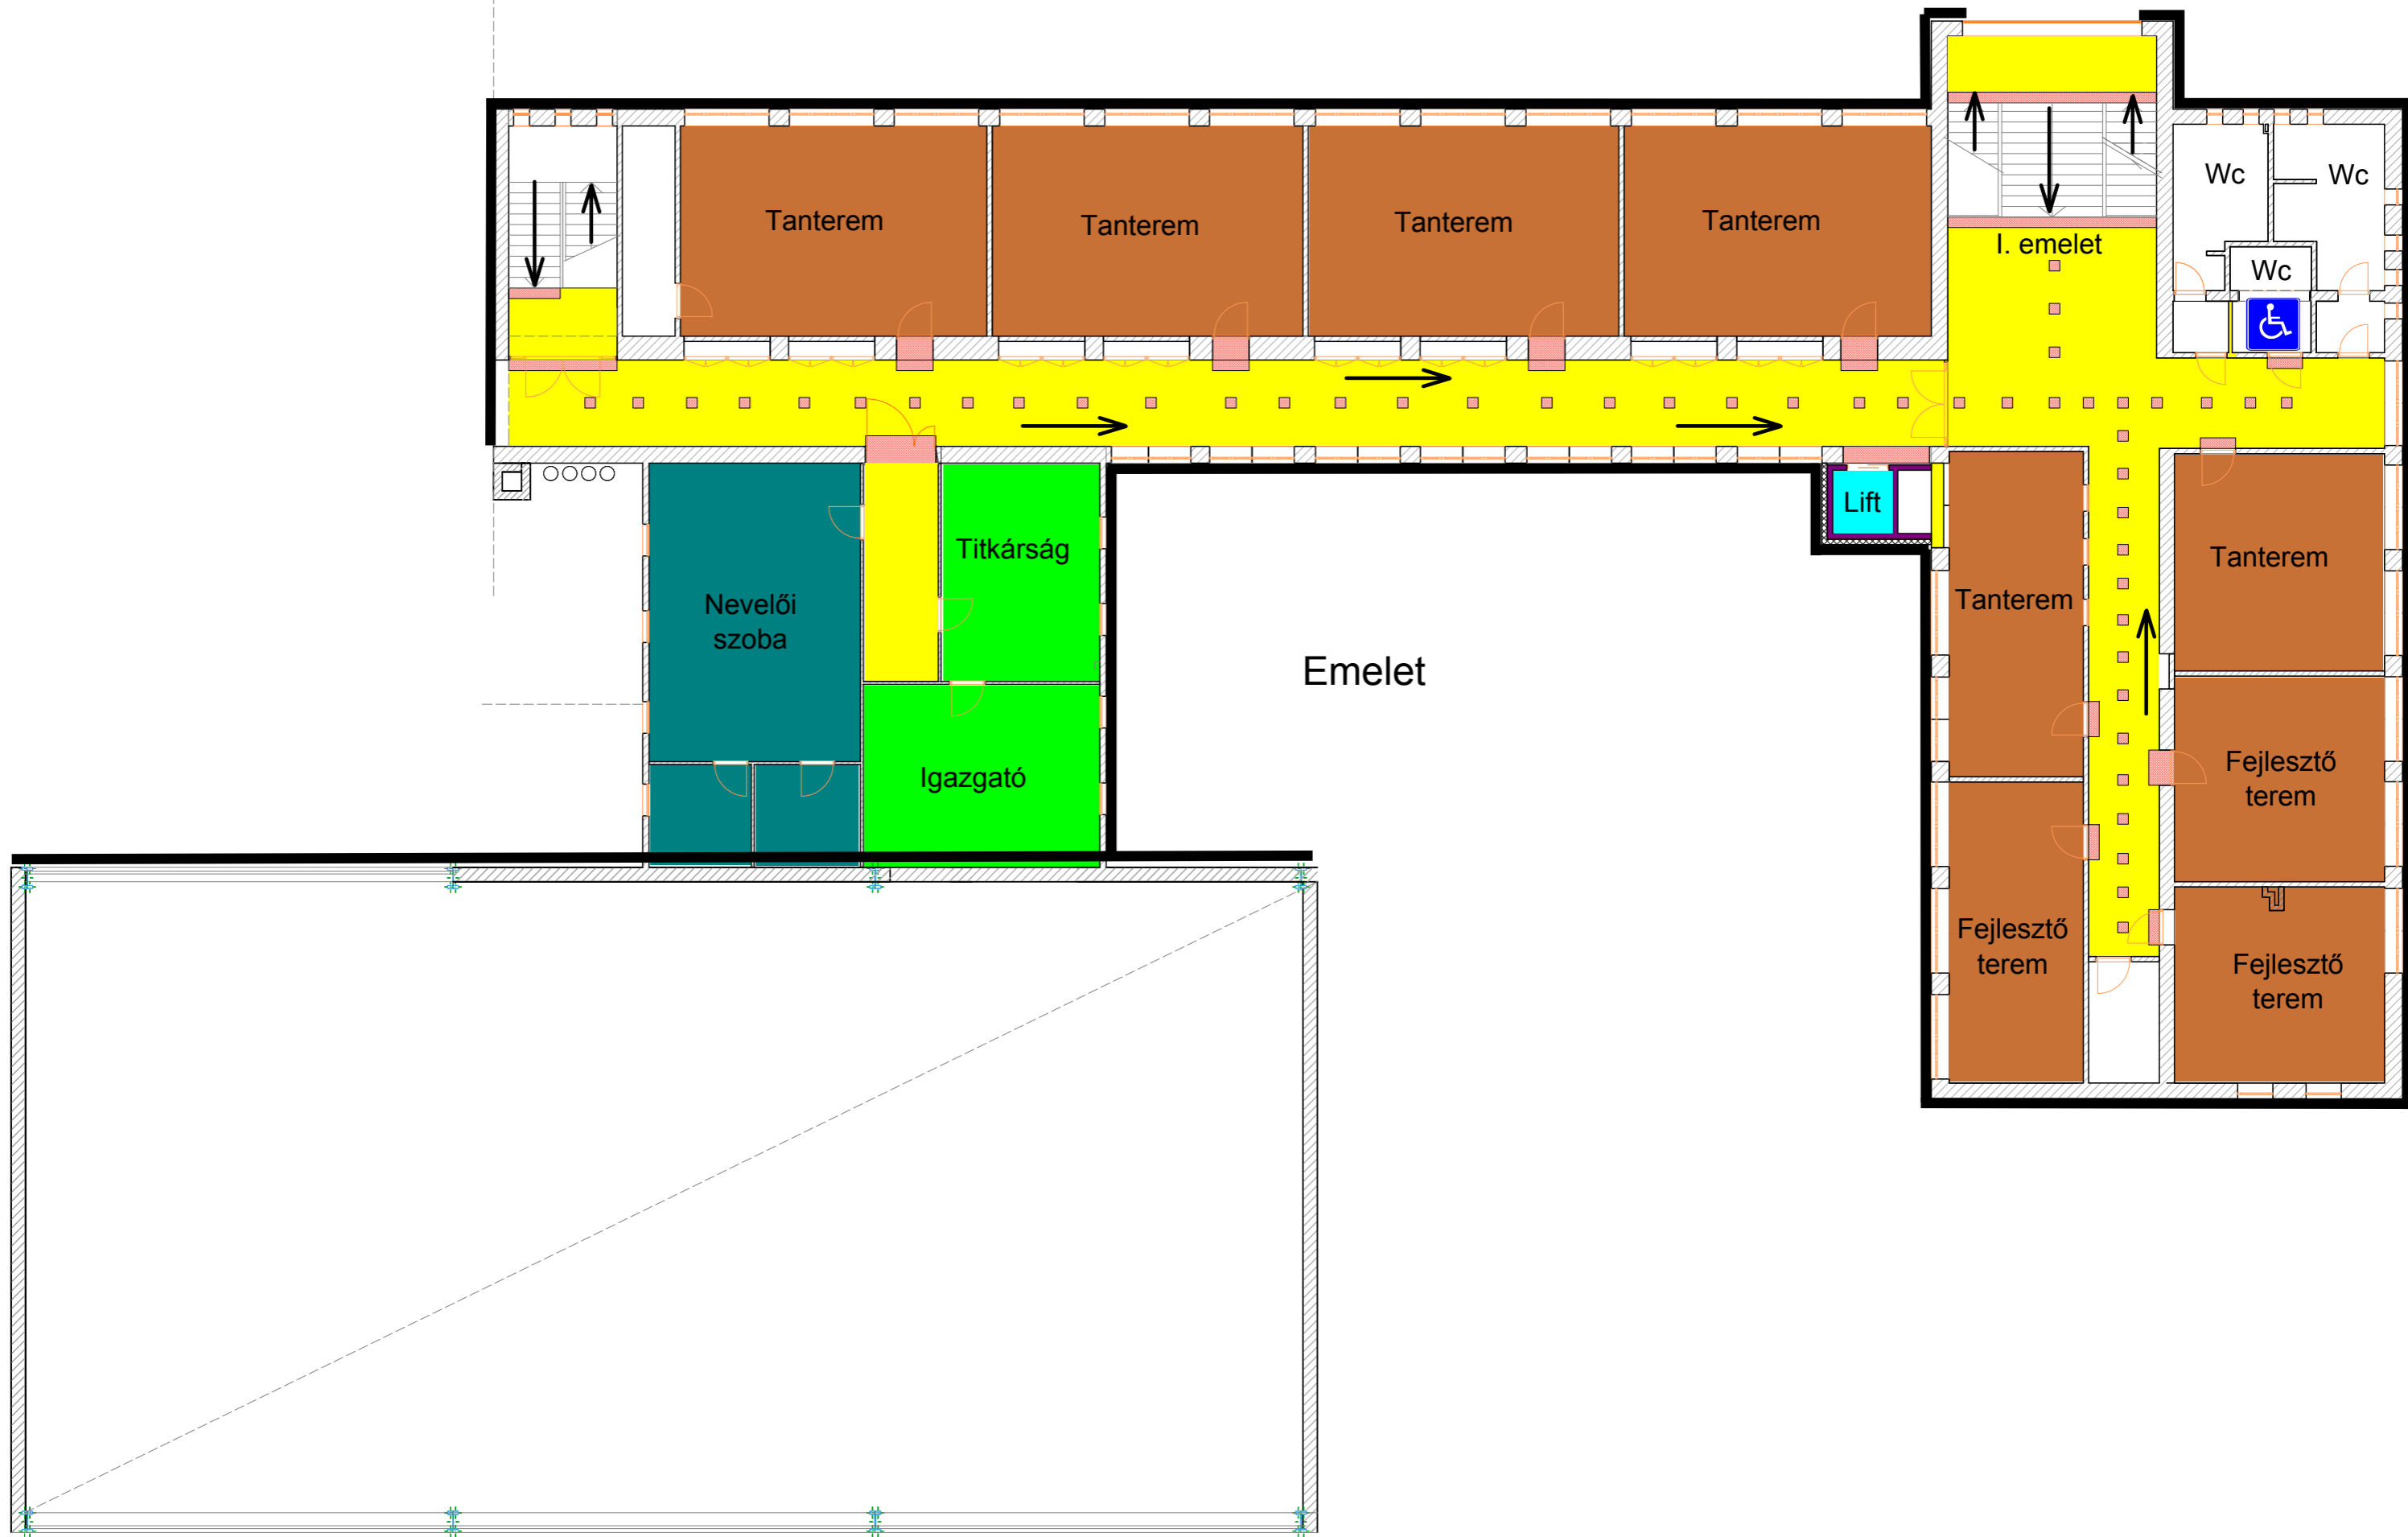 Wc
Wc
Tanterem
Tanterem
Tanterem
Tanterem
I. emelet
Wc
Lift
Titkárság
Tanterem
Nevelői
szoba
Tanterem
Emelet
Igazgató
Fejlesztő
terem
Fejlesztő
terem
Fejlesztő
terem